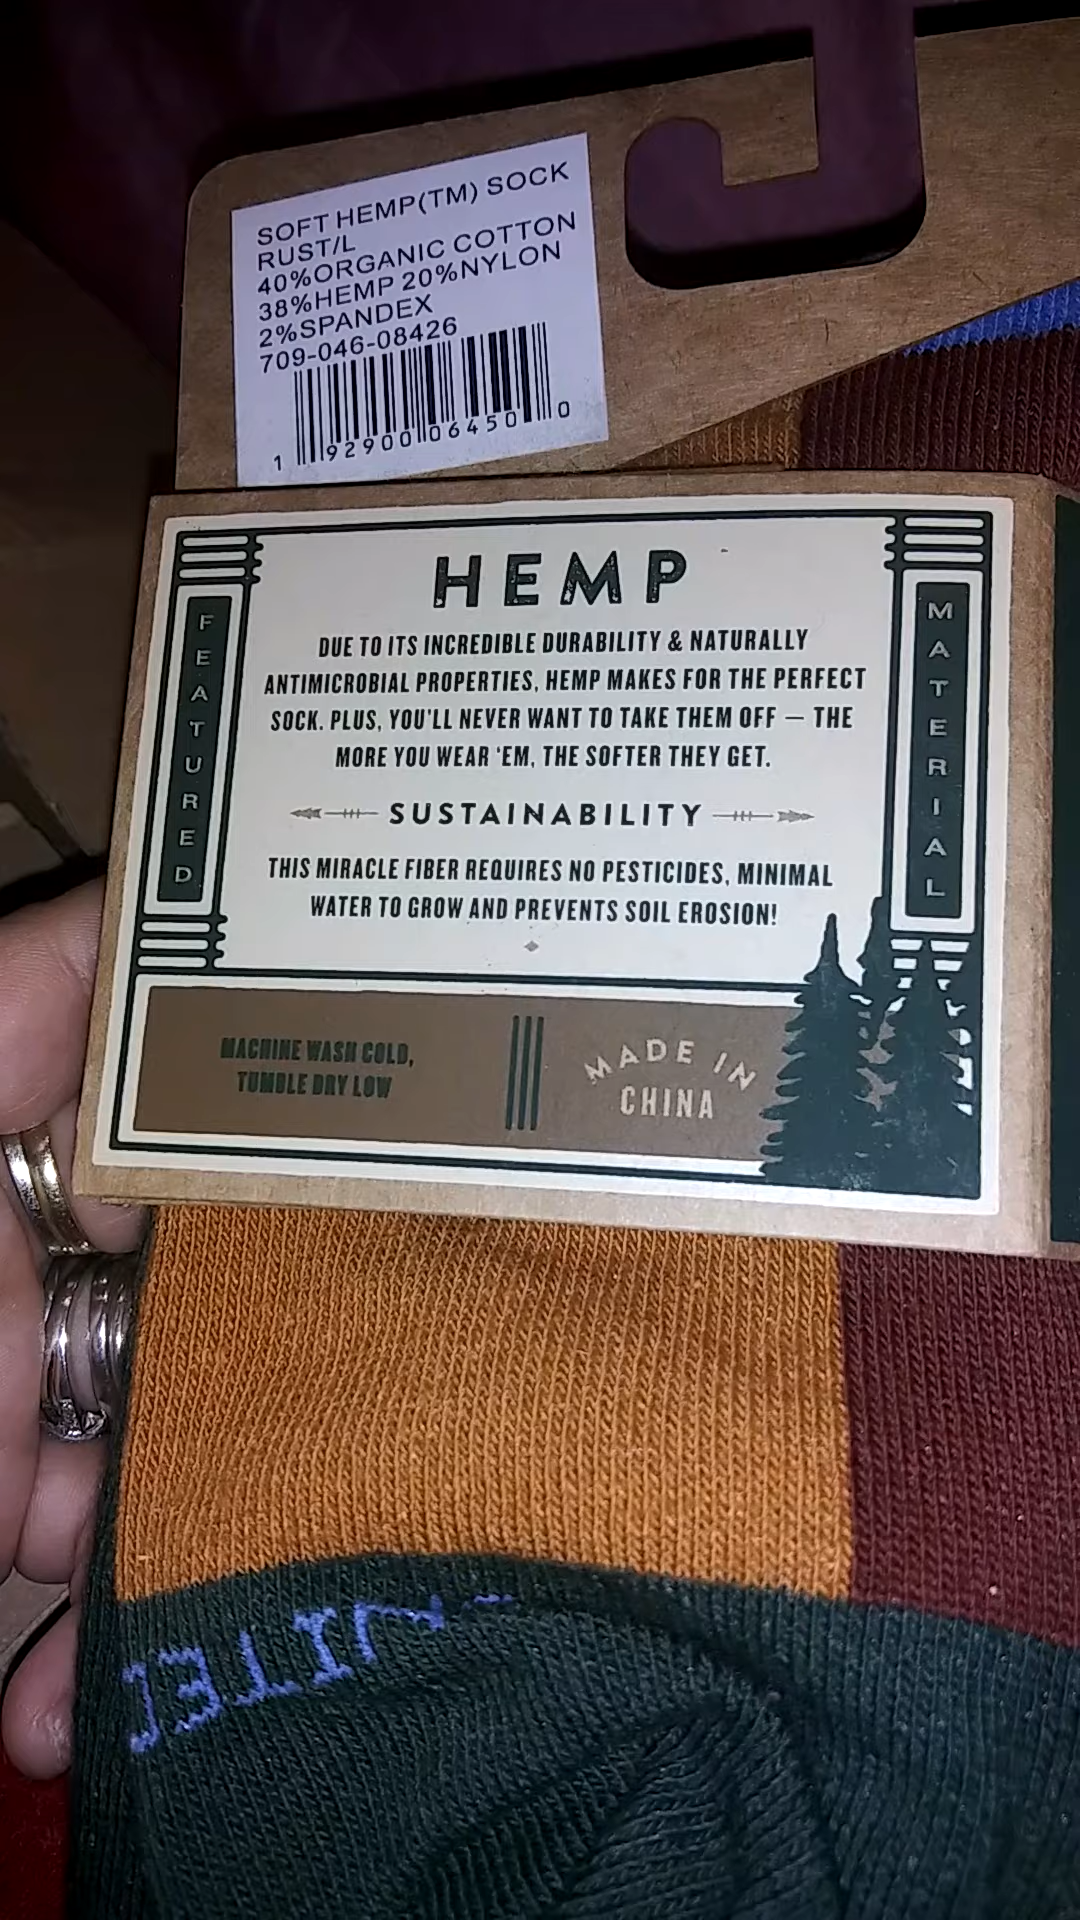 SOFT HEMP(TM) SOCK
RUST/L
40%ORGANIC COTTON
38%HEMP 20%NYLON
2%SPANDEX
709-046-08426
1 92900 06450 0
HEMP
DUE TO ITS INCREDIBLE DURABILITY & NATURALLY
ANTIMICROBIAL PROPERTIES, HEMP MAKES FOR THE PERFECT
SOCK. PLUS, YOU'LL NEVER WANT TO TAKE THEM OFF — THE
MORE YOU WEAR 'EM, THE SOFTER THEY GET.
SUSTAINABILITY
THIS MIRACLE FIBER REQUIRES NO PESTICIDES, MINIMAL
WATER TO GROW AND PREVENTS SOIL EROSION!
FEATURED
MATERIAL
MACHINE WASH COLD,
TUMBLE DRY LOW
MADE IN
CHINA